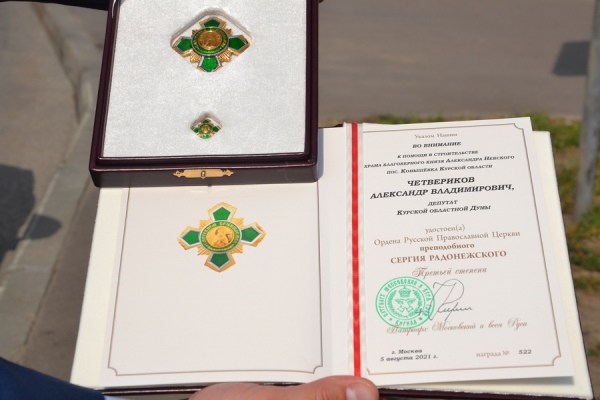 Указом Нашим
ВО ВНИМАНИЕ
К ПОМОЩИ В СТРОИТЕЛЬСТВЕ
ХРАМА БЛАГОВЕРНОГО КНЯЗЯ АЛЕКСАНДРА НЕВСКОГО
ПОС. КОНЫШЁВКА КУРСКОЙ ОБЛАСТИ
ЧЕТВЕРИКОВ
АЛЕКСАНДР ВЛАДИМИРОВИЧ,
ДЕПУТАТ
КУРСКОЙ ОБЛАСТНОЙ ДУМЫ
удостоен(а)
Ордена Русской Православной Церкви
преподобного
СЕРГИЯ РАДОНЕЖСКОГО
Третьей степени
Патриарх Московский и всея Руси
г. Москва
5 августа 2021 г.
награда № 522